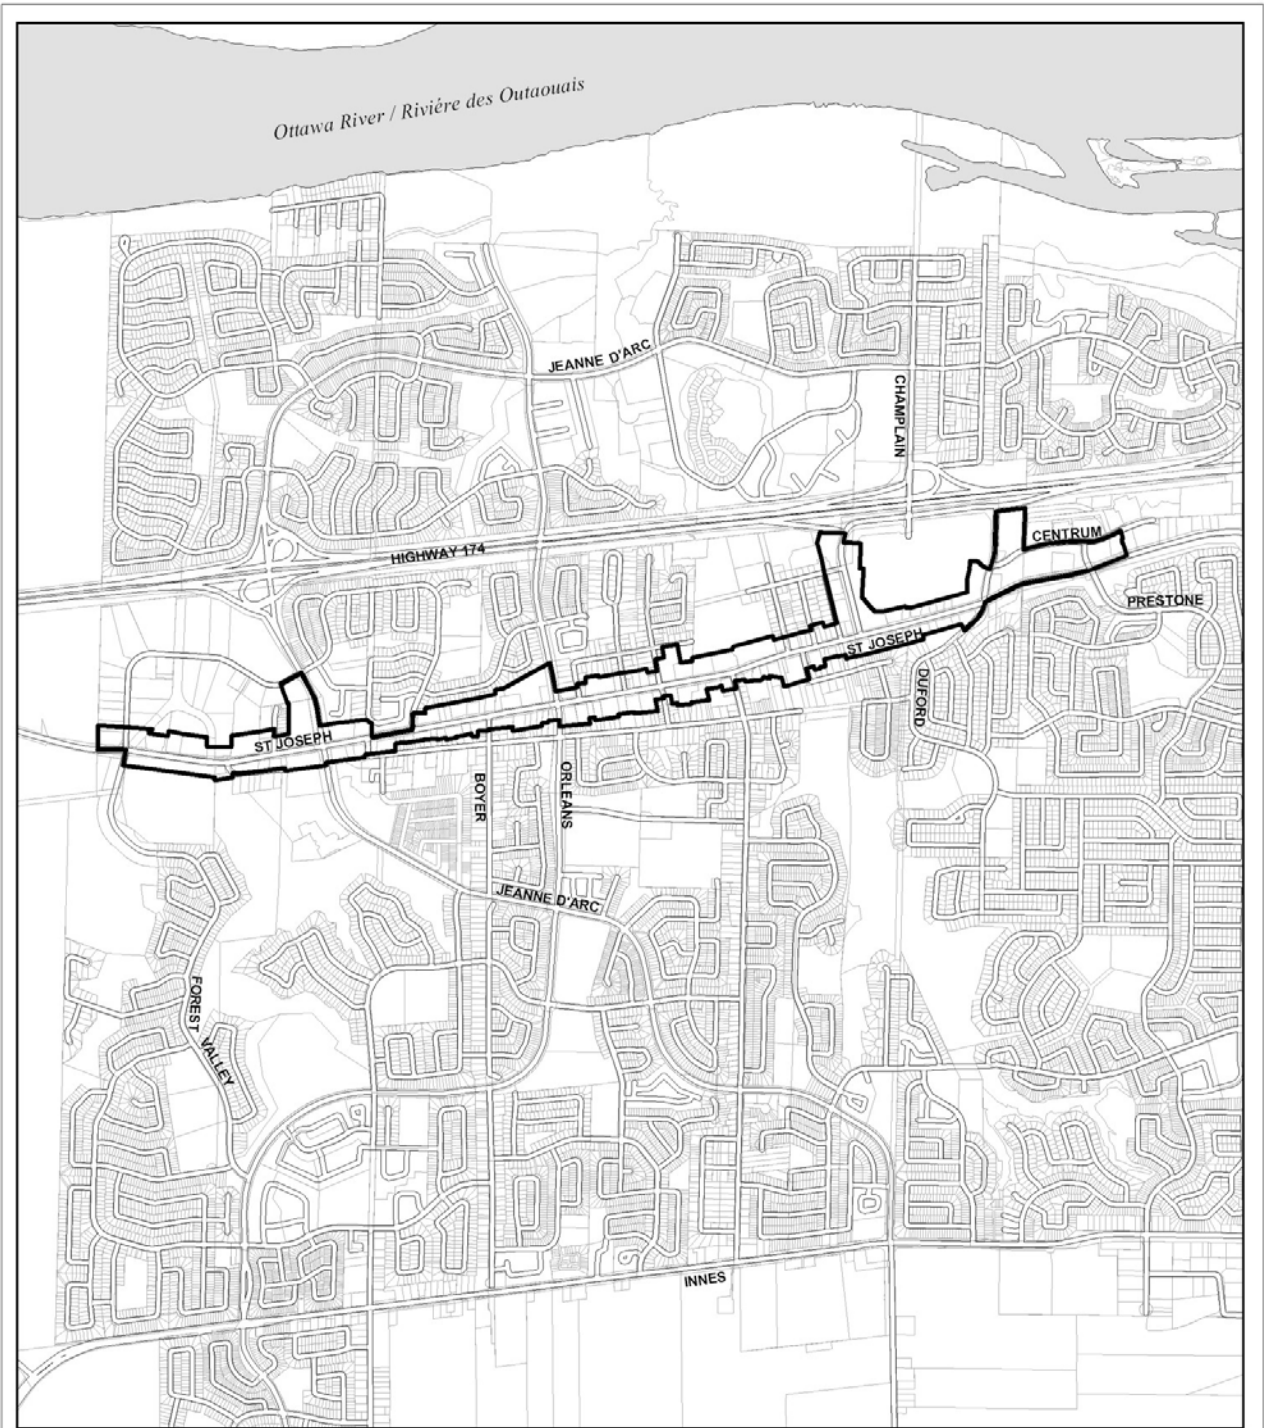 Ottawa River / Riviére des Outaouais
JEANNE D'ARC
CHAMPLAIN
HIGHWAY 174
CENTRUM
PRESTONE
ST JOSEPH
DUFORD
ST JOSEPH
BOYER
ORLEANS
JEANNE D'ARC
FOREST VALLEY
INNES